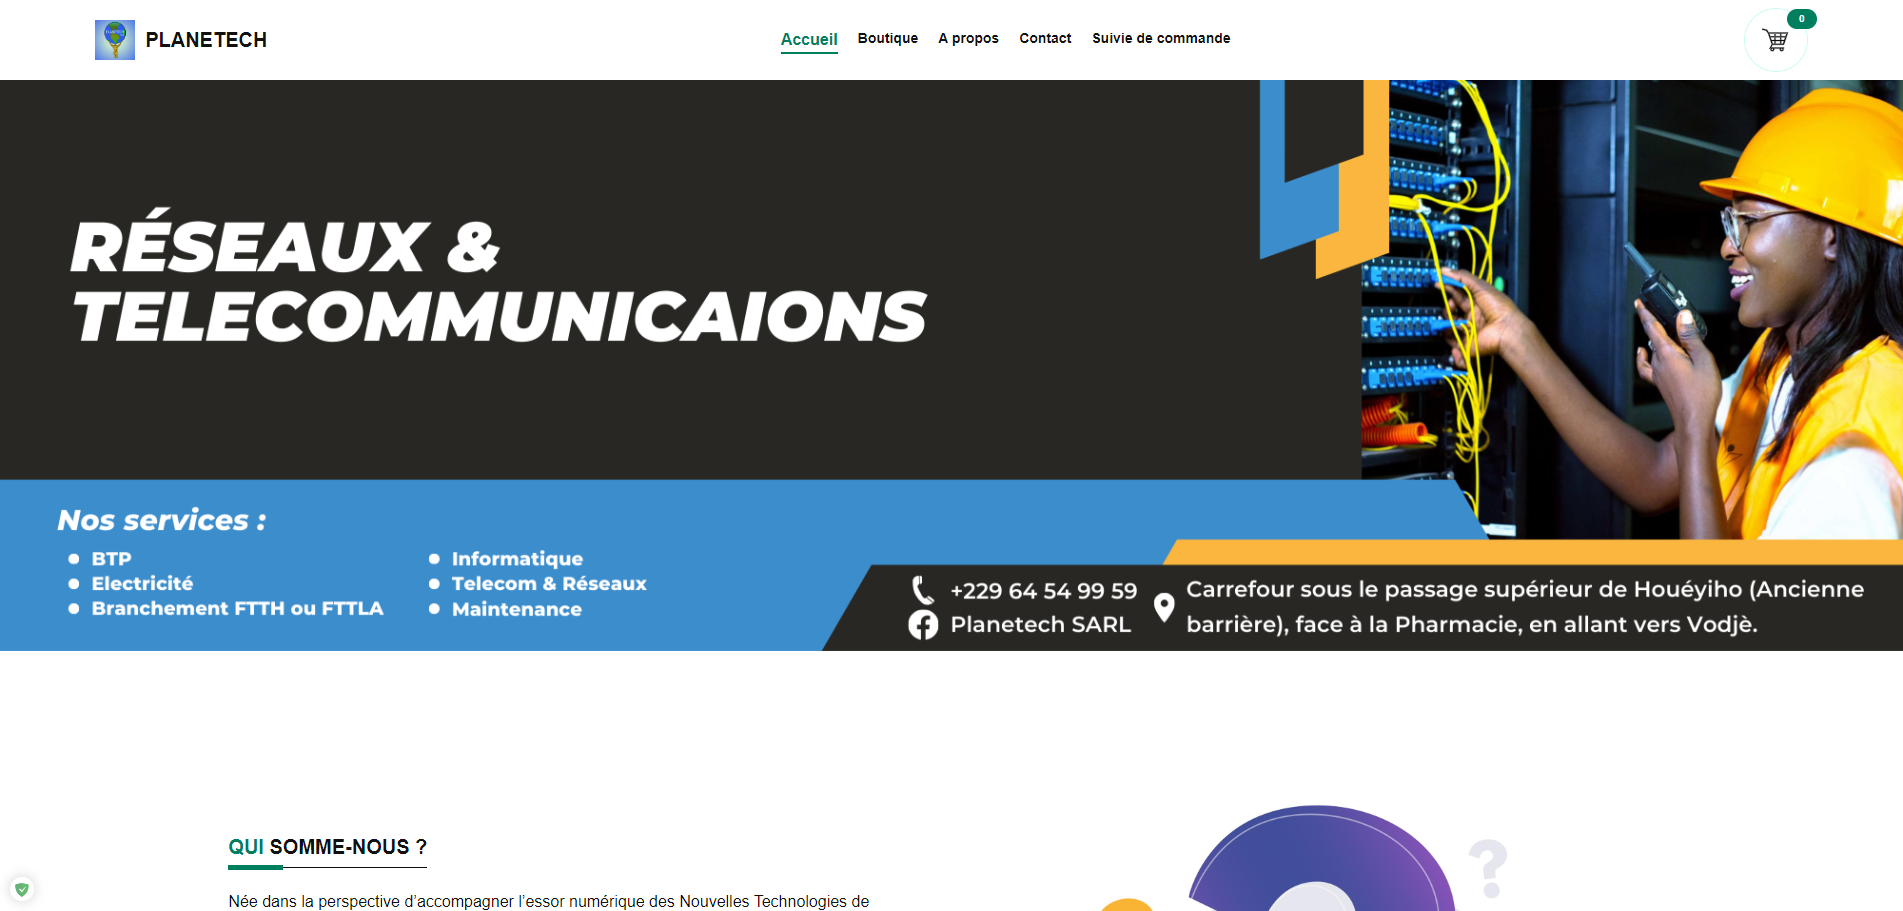 PLANETECH
Accueil Boutique A propos Contact Suivie de commande
0
RÉSEAUX &
TELECOMMUNICAIONS
Nos services :
BTP
Electricité
Branchement FTTH ou FTTLA
Informatique
Telecom & Réseaux
Maintenance
+229 64 54 99 59
Planetech SARL
Carrefour sous le passage supérieur de Houéyiho (Ancienne
barrière), face à la Pharmacie, en allant vers Vodjè.
QUI SOMME-NOUS ?
Née dans la perspective d’accompagner l’essor numérique des Nouvelles Technologies de